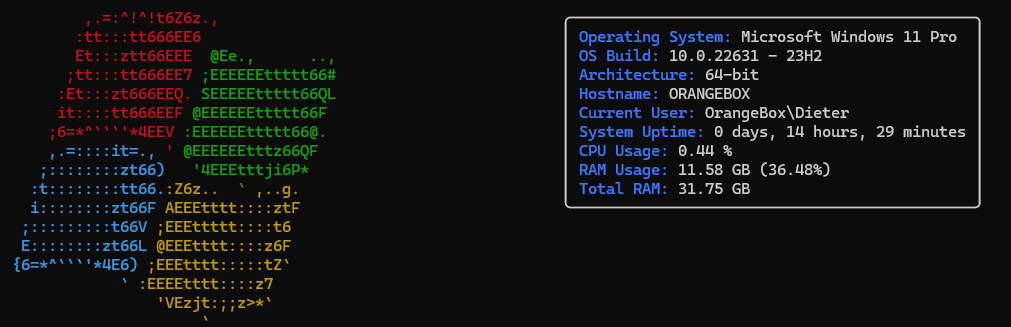 ,.=:^!^!t6Z6z.,
:tt:::tt666EE6
Et:::ztt66EEE  @Ee.,      ..,
;tt:::tt666EE7 ;EEEEEEttttt66#
:Et:::zt666EEQ. SEEEEEttttt66QL
it::::tt666EEF @EEEEEEttttt66F
;6=*^```'*4EEV :EEEEEEttttt66@.
,.=::::it=., ' @EEEEEEtttz66QF
;::::::::zt66)   '4EEEtttji6P*
:t::::::::tt66.:Z6z..  ` ,..g.
i::::::::zt66F AEEEtttt::::ztF
;:::::::::t66V ;EEEttttt::::t6
E::::::::zt66L @EEEtttt::::z6F
{6=*^```'*4E6) ;EEEtttt:::::tZ`
` :EEEEtttt::::z7
'VEzjt:;;z>*`
`
Operating System: Microsoft Windows 11 Pro
OS Build: 10.0.22631 - 23H2
Architecture: 64-bit
Hostname: ORANGEBOX
Current User: OrangeBox\Dieter
System Uptime: 0 days, 14 hours, 29 minutes
CPU Usage: 0.44 %
RAM Usage: 11.58 GB (36.48%)
Total RAM: 31.75 GB